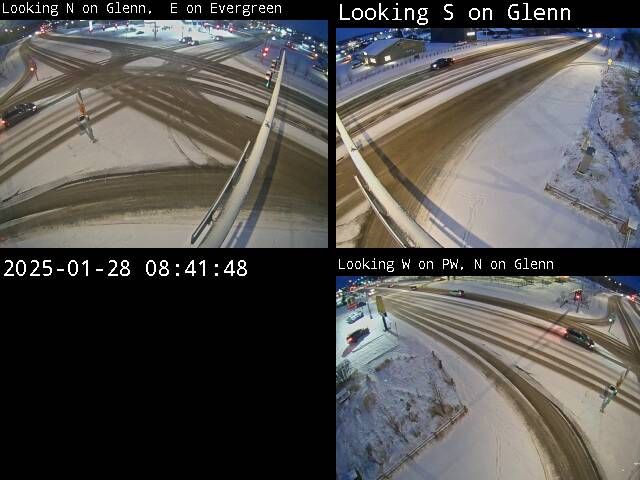 Looking N on Glenn,  E on Evergreen
Looking S on Glenn
2025-01-28 08:41:48
Looking W on PW, N on Glenn